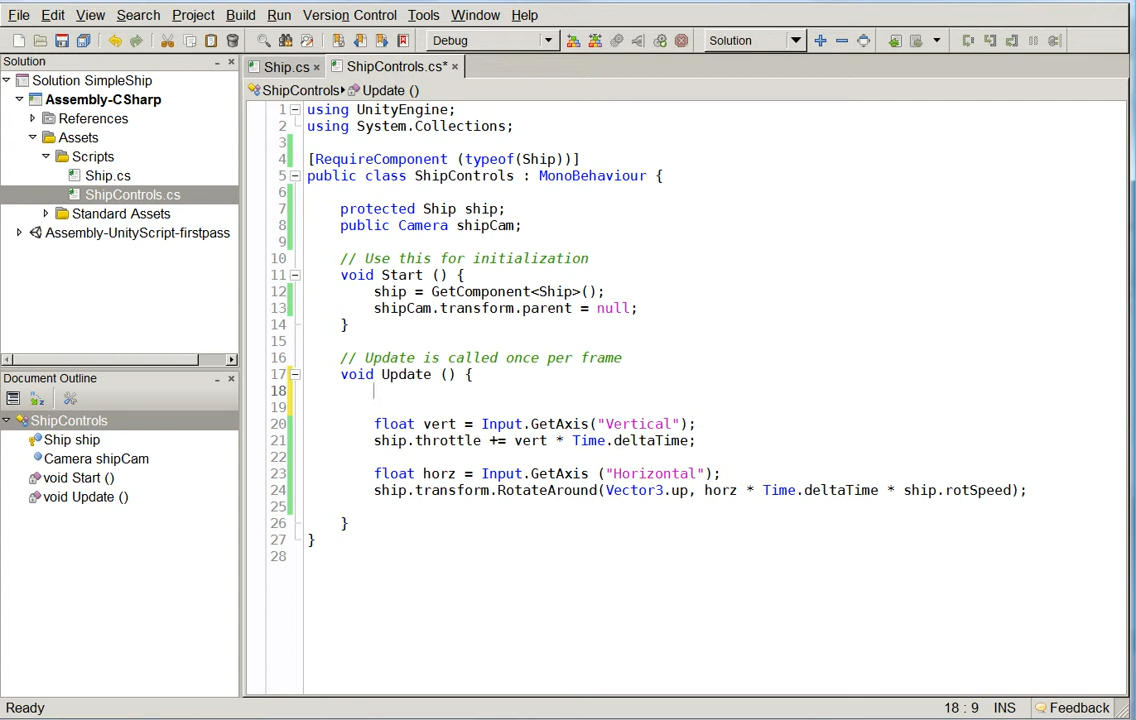 File Edit View Search Project Build Run Version Control Tools Window Help
Debug Solution
Solution
Ship.cs
ShipControls.cs*
Solution SimpleShip
Assembly-CSharp
References
Assets
Scripts
Ship.cs
ShipControls.cs
Standard Assets
Assembly-UnityScript-firstpass
Document Outline
ShipControls
Ship ship
Camera shipCam
void Start ()
void Update ()
ShipControls Update ()
1 using UnityEngine;
2 using System.Collections;
3
4 [RequireComponent (typeof(Ship))]
5 public class ShipControls : MonoBehaviour {
6
7 protected Ship ship;
8 public Camera shipCam;
9
10 // Use this for initialization
11 void Start () {
12 ship = GetComponent<Ship>();
13 shipCam.transform.parent = null;
14 }
15
16 // Update is called once per frame
17 void Update () {
18
19
20 float vert = Input.GetAxis("Vertical");
21 ship.throttle += vert * Time.deltaTime;
22
23 float horz = Input.GetAxis ("Horizontal");
24 ship.transform.RotateAround(Vector3.up, horz * Time.deltaTime * ship.rotSpeed);
25
26 }
27 }
28
Ready 18 : 9 INS Feedback